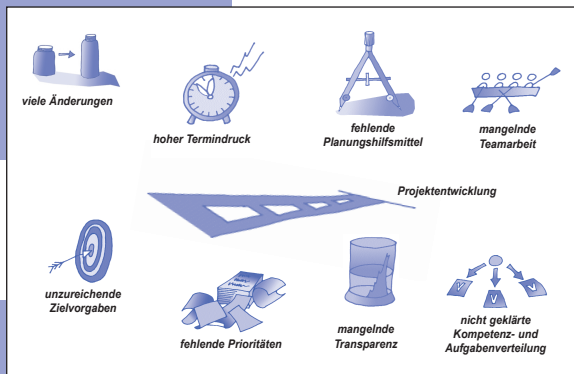 viele Änderungen
hoher Termindruck
fehlende
Planungshilfsmittel
mangelnde
Teamarbeit
Projektentwicklung
unzureichende
Zielvorgaben
fehlende Prioritäten
mangelnde
Transparenz
nicht geklärte
Kompetenz- und
Aufgabenverteilung